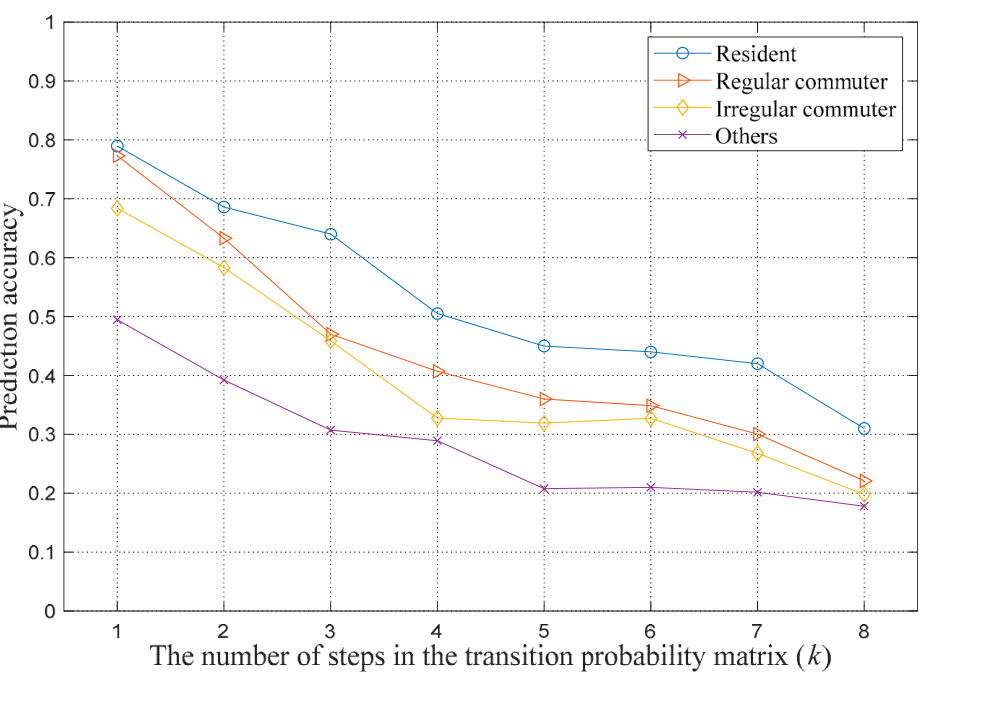 1
0.9
0.8
0.7
0.6
0.5
0.4
0.3
0.2
0.1
0
Prediction accuracy
Resident
Regular commuter
Irregular commuter
Others
1 2 3 4 5 6 7 8
The number of steps in the transition probability matrix (k)